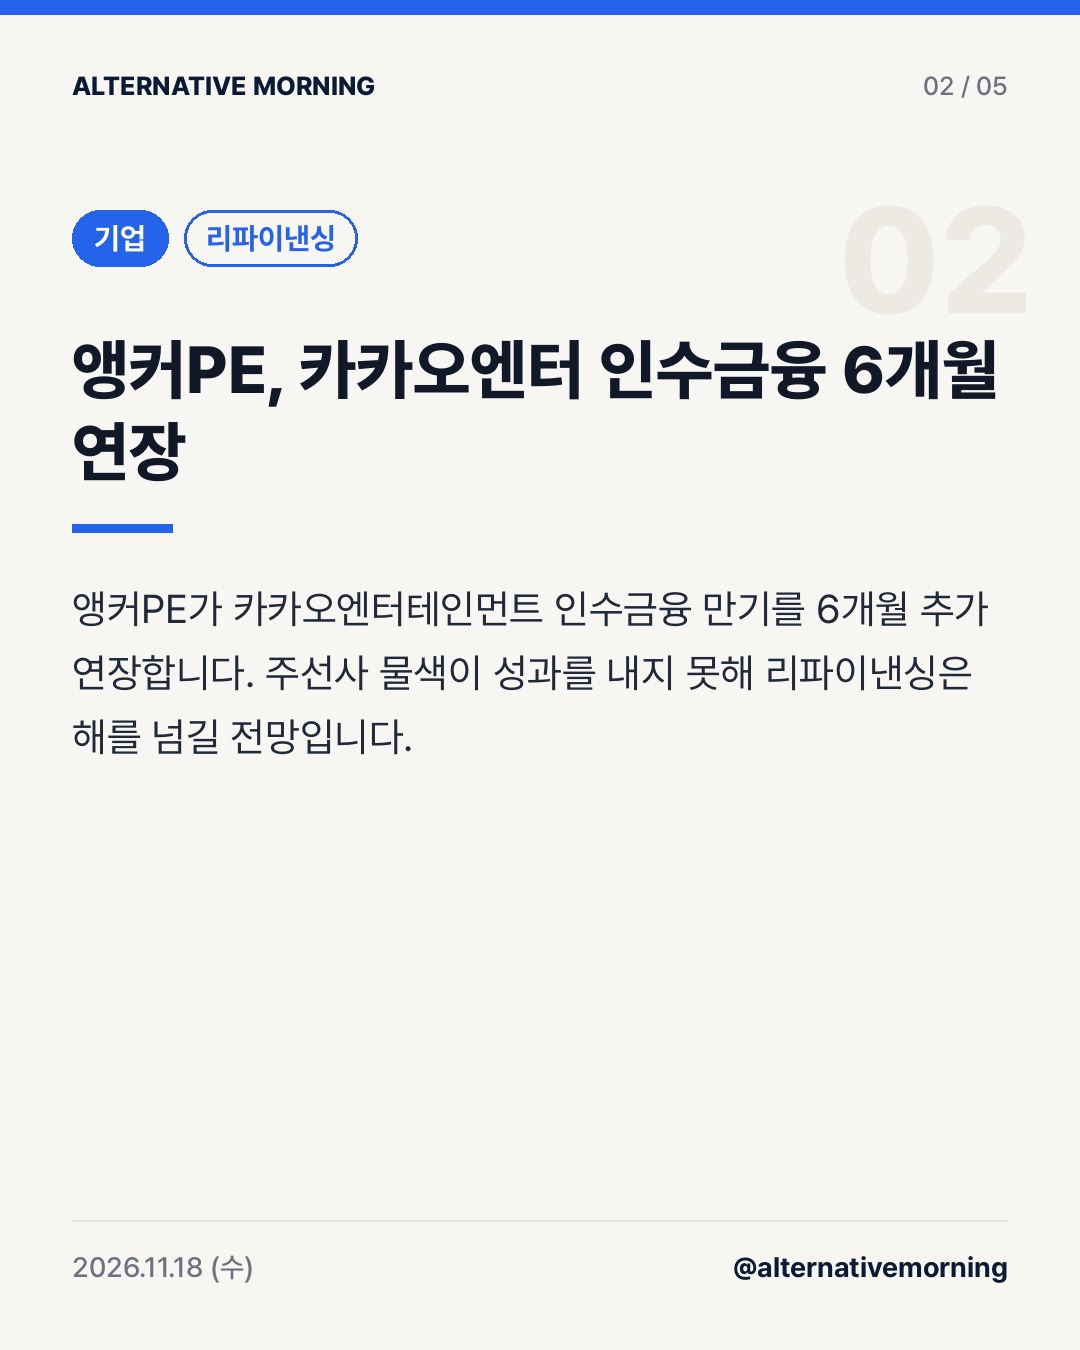 ALTERNATIVE MORNING
02 / 05
기업 리파이낸싱
02
앵커PE, 카카오엔터 인수금융 6개월
연장
앵커PE가 카카오엔터테인먼트 인수금융 만기를 6개월 추가
연장합니다. 주선사 물색이 성과를 내지 못해 리파이낸싱은
해를 넘길 전망입니다.
2026.11.18 (수)
@alternativemorning